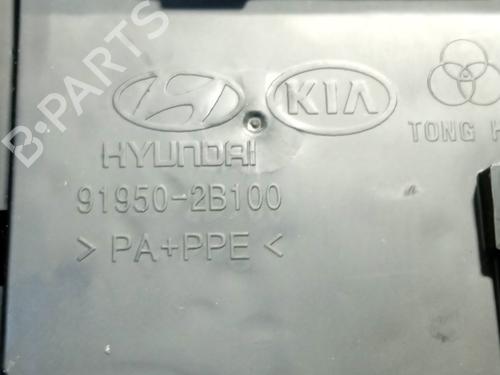 B-PARTS
KIA
HYUNDAI
TONG H
91950-2B100
> PA+PPE <